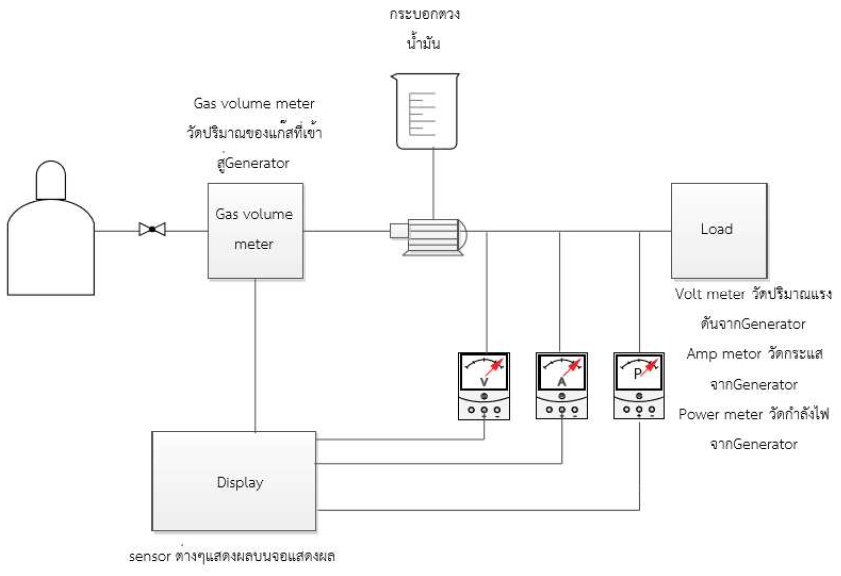 กระบอกตวง
น้ำมัน
Gas volume meter
วัดปริมาณของแก๊สที่เข้า
สู่Generator
Gas volume
meter
Load
Volt meter วัดปริมาณแรง
ดันจากGenerator
Amp metor วัดกระแส
จากGenerator
Power meter วัดกำลังไฟ
จากGenerator
V
A
P
Display
sensor ต่างๆแสดงผลบนจอแสดงผล